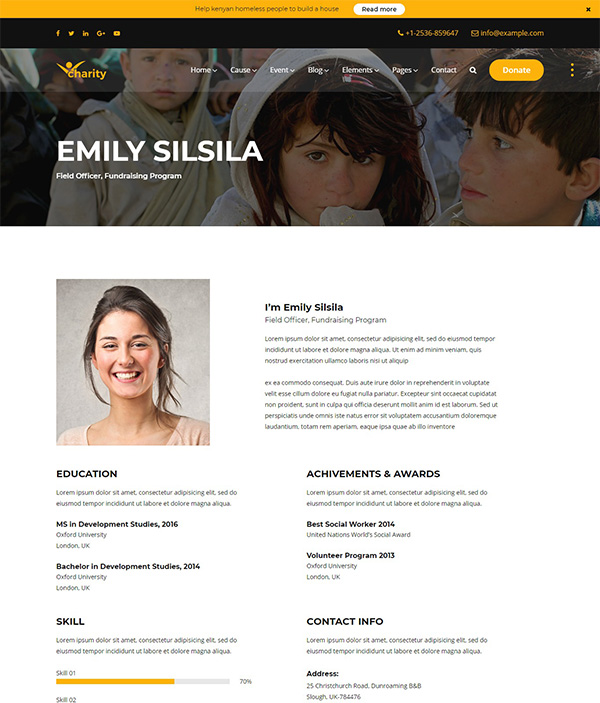 Help kenyan homeless people to build a house Read more
+1-2536-859647 info@example.com
charity Home Cause Event Blog Elements Pages Contact Donate
EMILY SILSILA
Field Officer, Fundraising Program
I'm Emily Silsila
Field Officer, Fundraising Program
Lorem ipsum dolor sit amet, consectetur adipisicing elit, sed do eiusmod tempor
incididunt ut labore et dolore magna aliqua. Ut enim ad minim veniam, quis
nostrud exercitation ullamco laboris nisi ut aliquip
ex ea commodo consequat. Duis aute irure dolor in reprehenderit in voluptate
velit esse cillum dolore eu fugiat nulla pariatur. Excepteur sint occaecat cupidatat
non proident, sunt in culpa qui officia deserunt mollit anim id est laborum. Sed ut
perspiciatis unde omnis iste natus error sit voluptatem accusantium doloremque
laudantium, totam rem aperiam, eaque ipsa quae ab illo inventore
EDUCATION
Lorem ipsum dolor sit amet, consectetur adipisicing elit, sed do
eiusmod tempor incididunt ut labore et dolore magna aliqua.
MS in Development Studies, 2016
Oxford University
London, UK
Bachelor in Development Studies, 2014
Oxford University
London, UK
ACHIVEMENTS & AWARDS
Lorem ipsum dolor sit amet, consectetur adipisicing elit, sed do
eiusmod tempor incididunt ut labore et dolore magna aliqua.
Best Social Worker 2014
United Nations World's Social Award
Volunteer Program 2013
Oxford University
London, UK
SKILL
Lorem ipsum dolor sit amet, consectetur adipisicing elit, sed do
eiusmod tempor incididunt ut labore et dolore magna aliqua.
Skill 01
70%
Skill 02
CONTACT INFO
Lorem ipsum dolor sit amet, consectetur adipisicing elit, sed do
eiusmod tempor incididunt ut labore et dolore magna aliqua.
Address:
25 Christchurch Road, Dunroaming B&B
Slough, UK-784476